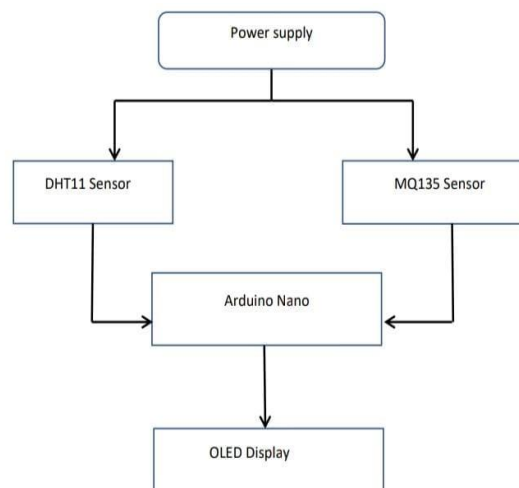 Power supply
DHT11 Sensor
MQ135 Sensor
Arduino Nano
OLED Display